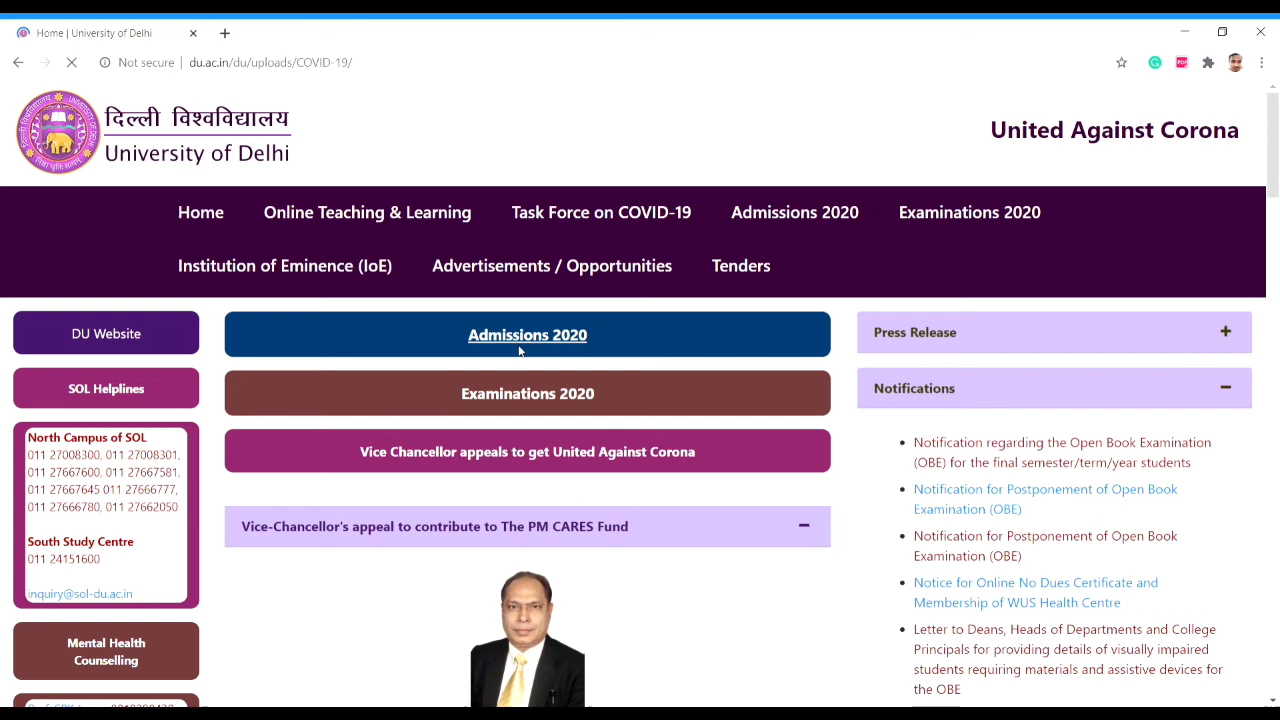 Home | University of Delhi
Not secure | du.ac.in/du/uploads/COVID-19/
दिल्ली विश्वविद्यालय
University of Delhi
United Against Corona
Home Online Teaching & Learning Task Force on COVID-19 Admissions 2020 Examinations 2020
Institution of Eminence (IoE) Advertisements / Opportunities Tenders
DU Website
SOL Helplines
North Campus of SOL
011 27008300, 011 27008301,
011 27667600, 011 27667581,
011 27667645 011 27666777,
011 27666780, 011 27662050
South Study Centre
011 24151600
inquiry@sol-du.ac.in
Mental Health
Counselling
Admissions 2020
Examinations 2020
Vice Chancellor appeals to get United Against Corona
Vice-Chancellor's appeal to contribute to The PM CARES Fund
Press Release
Notifications
Notification regarding the Open Book Examination
(OBE) for the final semester/term/year students
Notification for Postponement of Open Book
Examination (OBE)
Notification for Postponement of Open Book
Examination (OBE)
Notice for Online No Dues Certificate and
Membership of WUS Health Centre
Letter to Deans, Heads of Departments and College
Principals for providing details of visually impaired
students requiring materials and assistive devices for
the OBE